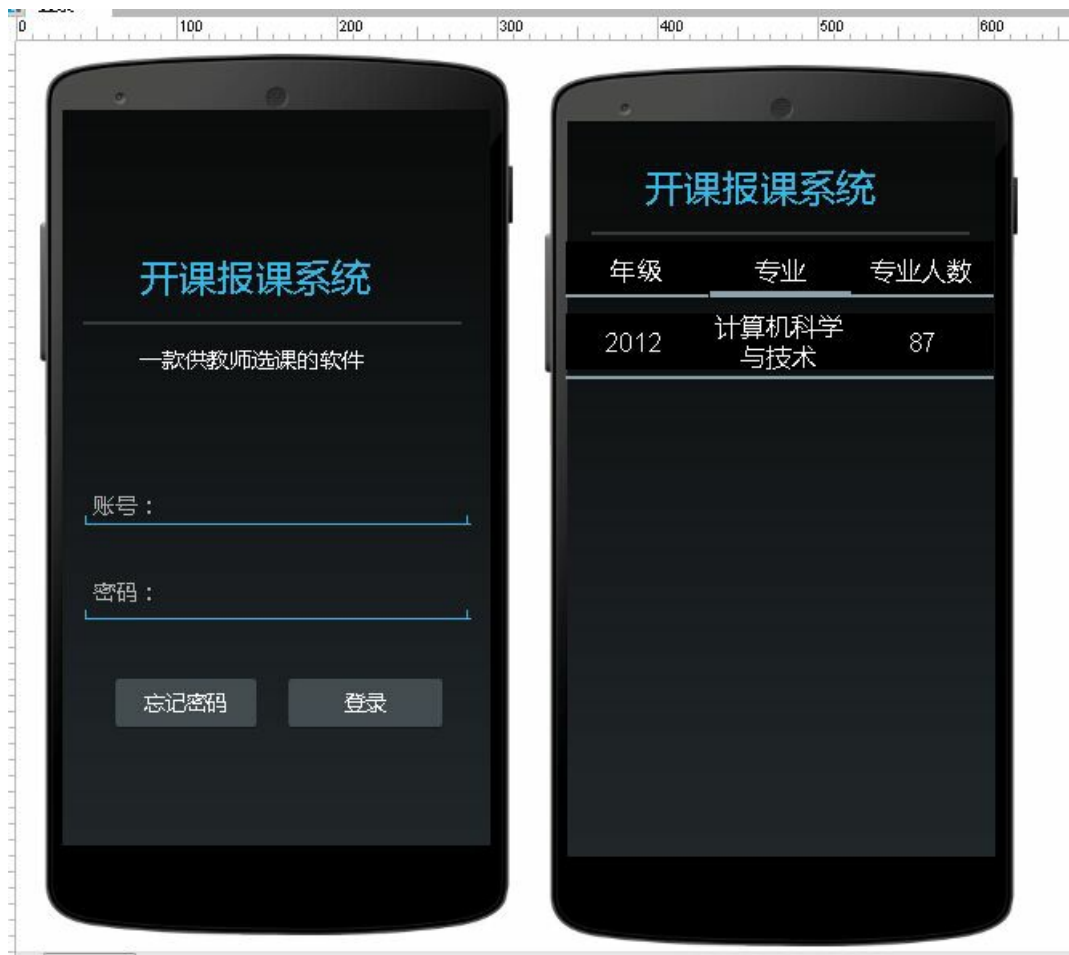 0 100 200 300 400 500 600
开课报课系统
一款供教师选课的软件
账号：
密码：
忘记密码 登录
开课报课系统
年级 专业 专业人数
2012 计算机科学与技术 87